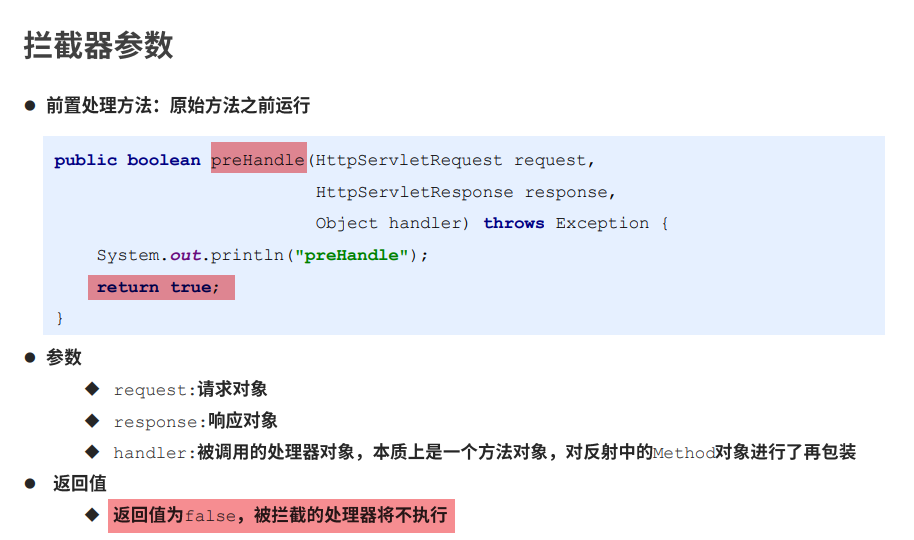 拦截器参数
● 前置处理方法：原始方法之前运行
public boolean preHandle(HttpServletRequest request,
HttpServletResponse response,
Object handler) throws Exception {
System.out.println("preHandle");
return true;
}
● 参数
◆ request:请求对象
◆ response:响应对象
◆ handler:被调用的处理器对象，本质上是一个方法对象，对反射中的Method对象进行了再包装
● 返回值
◆ 返回值为false，被拦截的处理器将不执行